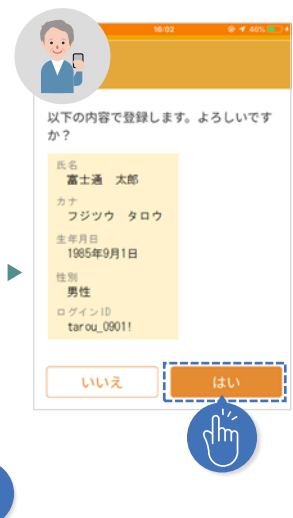 16:02
46%
以下の内容で登録します。よろしいです
か？
氏名
富士通　太郎
カナ
フジツウ　タロウ
生年月日
1985年9月1日
性別
男性
ログインID
tarou_0901!
いいえ
はい